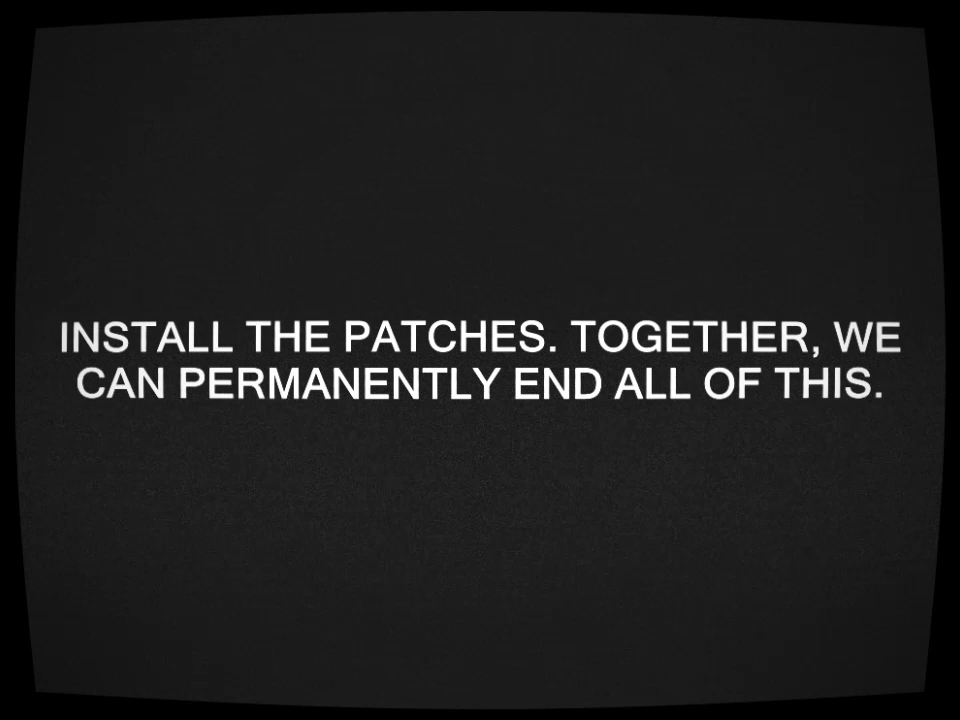 INSTALL THE PATCHES. TOGETHER, WE
CAN PERMANENTLY END ALL OF THIS.